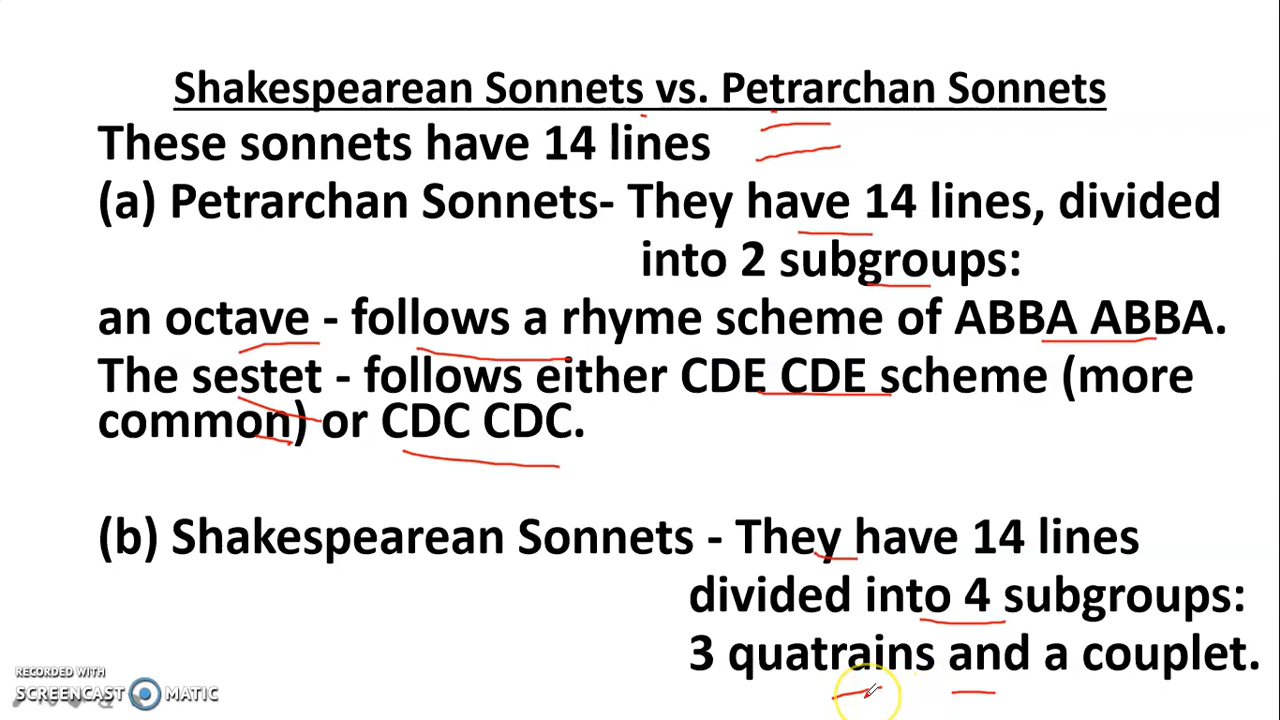 Shakespearean Sonnets vs. Petrarchan Sonnets
These sonnets have 14 lines
(a) Petrarchan Sonnets- They have 14 lines, divided
into 2 subgroups:
an octave - follows a rhyme scheme of ABBA ABBA.
The sestet - follows either CDE CDE scheme (more
common) or CDC CDC.
(b) Shakespearean Sonnets - They have 14 lines
divided into 4 subgroups:
3 quatrains and a couplet.
RECORDED WITH
SCREENCAST MATIC